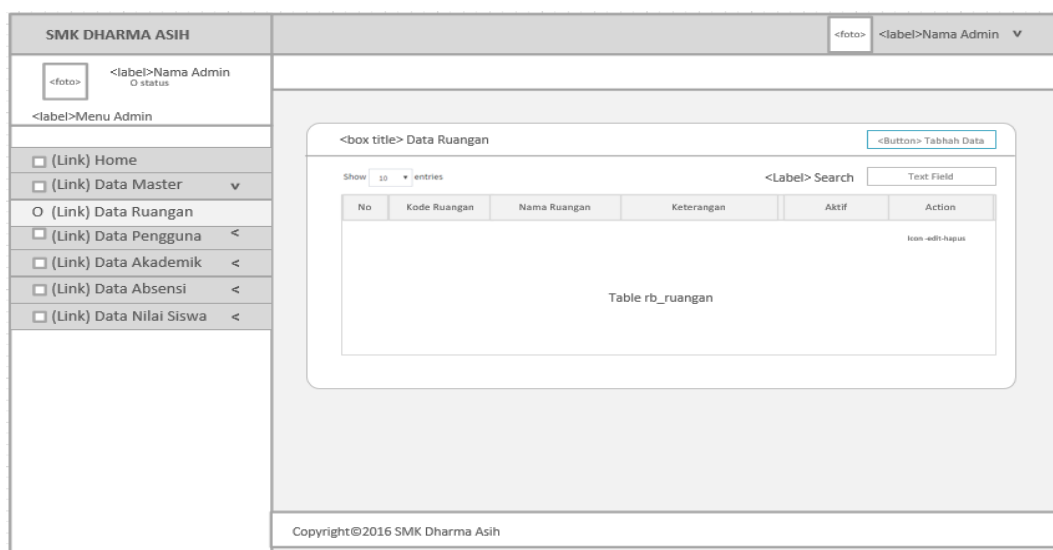 SMK DHARMA ASIH
<foto>
<label>Nama Admin v
<foto>
<label>Nama Admin
O status
<label>Menu Admin
(Link) Home
(Link) Data Master v
O (Link) Data Ruangan
(Link) Data Pengguna <
(Link) Data Akademik <
(Link) Data Absensi <
(Link) Data Nilai Siswa <
<box title> Data Ruangan
<Button> Tabhah Data
Show 10 entries
<Label> Search
Text Field
No Kode Ruangan Nama Ruangan Keterangan Aktif Action
Icon -edit-hapus
Table rb_ruangan
Copyright©2016 SMK Dharma Asih